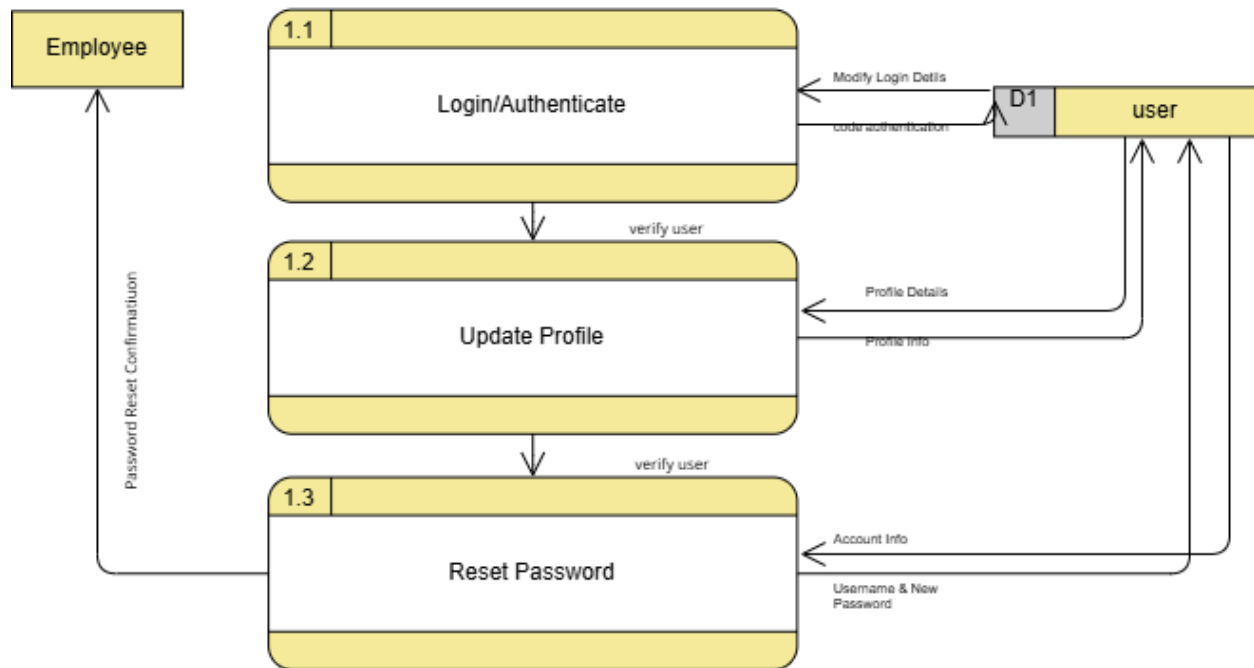 Employee
1.1
Login/Authenticate
Modify Login Detils
code authentication
D1
user
verify user
1.2
Update Profile
Profile Details
Profile Info
Password Reset Confirmatiuon
verify user
1.3
Reset Password
Account Info
Username & New
Password